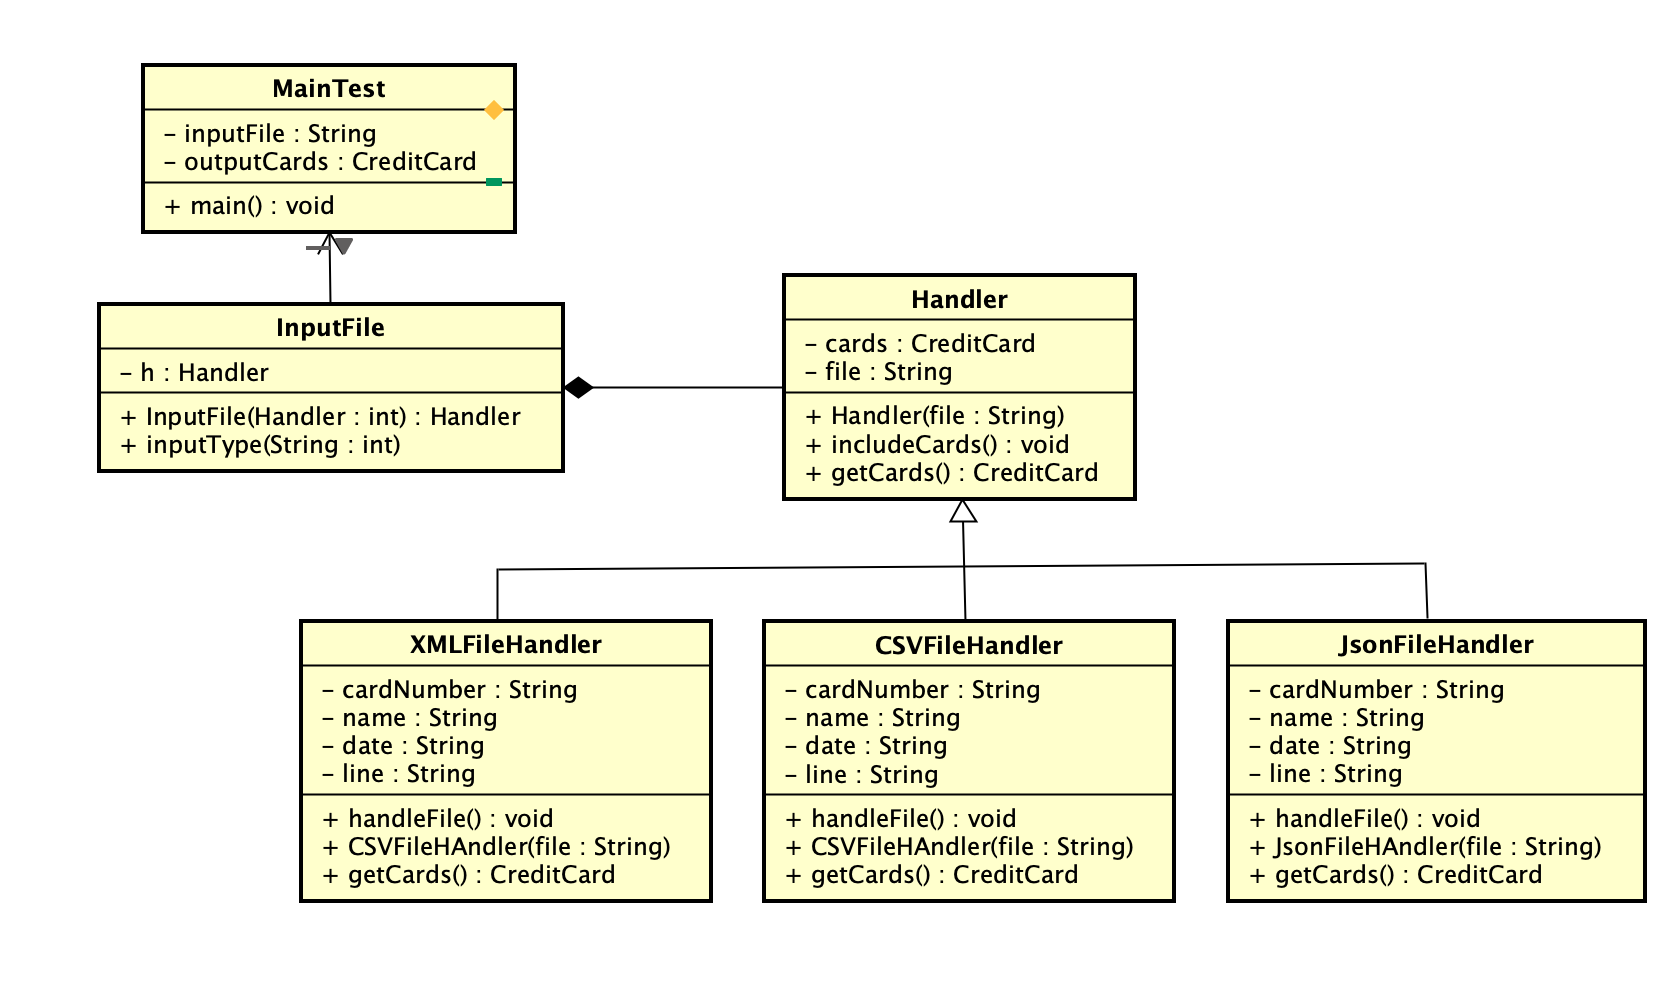 MainTest
– inputFile : String
– outputCards : CreditCard
+ main() : void
InputFile
– h : Handler
+ InputFile(Handler : int) : Handler
+ inputType(String : int)
Handler
– cards : CreditCard
– file : String
+ Handler(file : String)
+ includeCards() : void
+ getCards() : CreditCard
XMLFileHandler
– cardNumber : String
– name : String
– date : String
– line : String
+ handleFile() : void
+ CSVFileHAndler(file : String)
+ getCards() : CreditCard
CSVFileHandler
– cardNumber : String
– name : String
– date : String
– line : String
+ handleFile() : void
+ CSVFileHAndler(file : String)
+ getCards() : CreditCard
JsonFileHandler
– cardNumber : String
– name : String
– date : String
– line : String
+ handleFile() : void
+ JsonFileHAndler(file : String)
+ getCards() : CreditCard